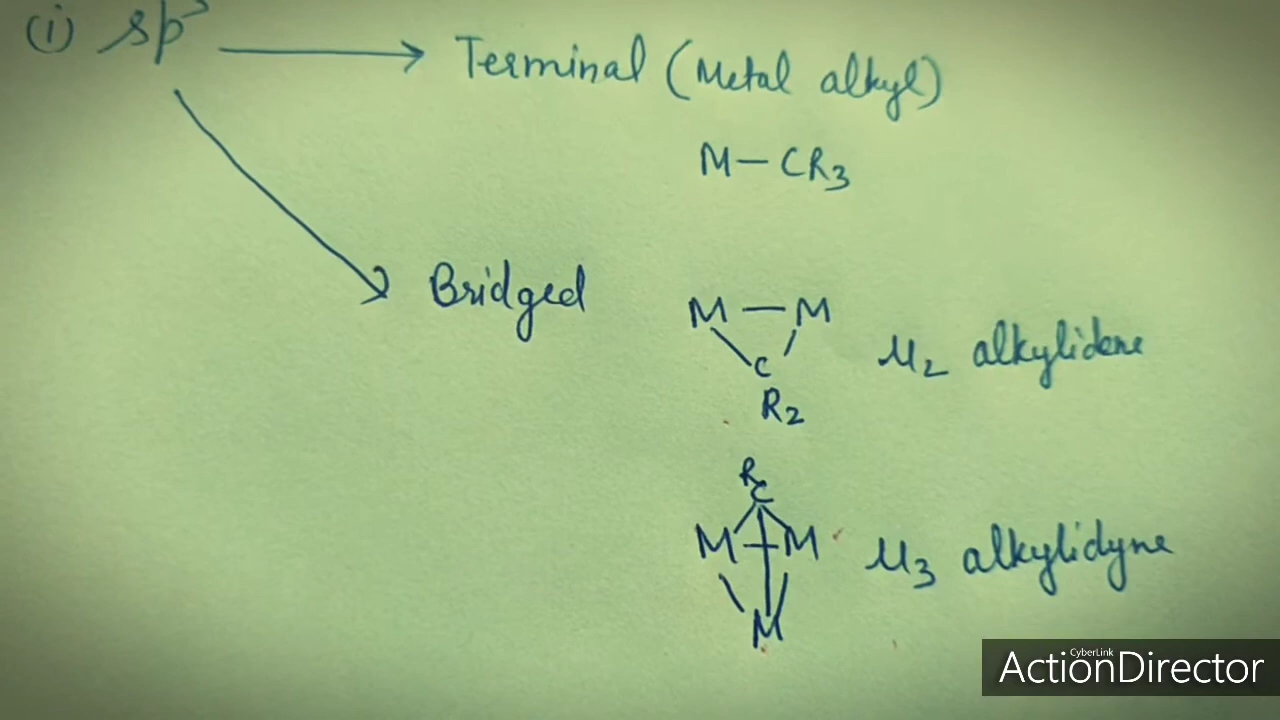 (i) sp³ → Terminal (Metal alkyl)
M — CR₃
Bridged
M — M
C
R₂
μ₂ alkylidene
R
C
M — M
M
μ₃ alkylidyne
CyberLink
ActionDirector